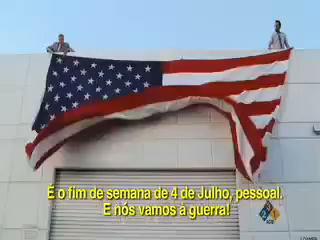 É o fim de semana de 4 de Julho, pessoal.
E nós vamos à guerra!